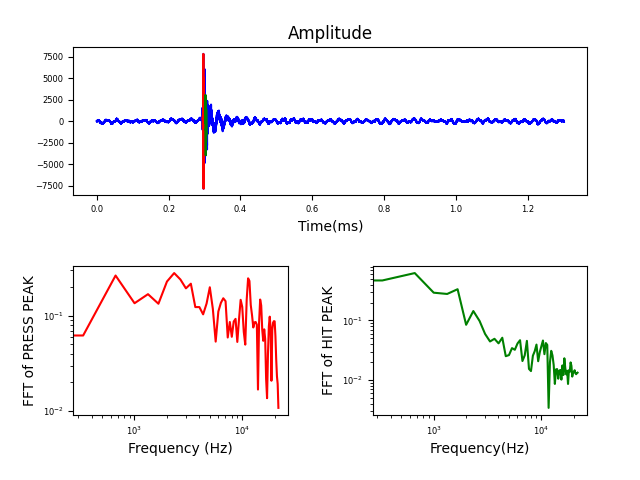 Amplitude
7500
5000
2500
0
−2500
−5000
−7500
0.0 0.2 0.4 0.6 0.8 1.0 1.2
Time(ms)
FFT of PRESS PEAK
10⁻¹
10⁻²
10³ 10⁴
Frequency (Hz)
FFT of HIT PEAK
10⁻¹
10⁻²
10³ 10⁴
Frequency(Hz)